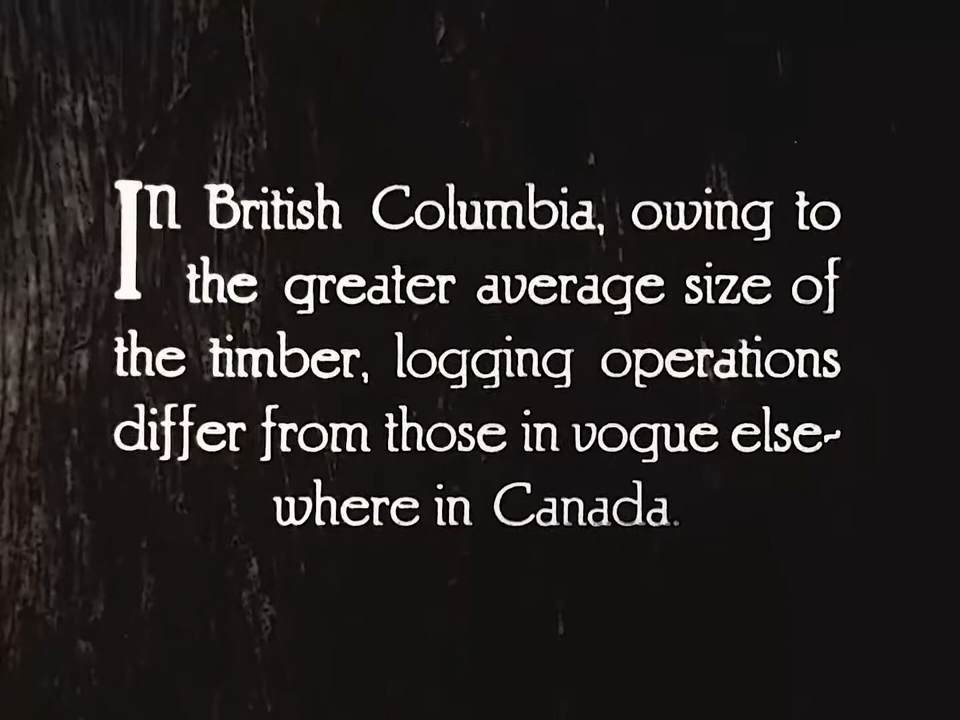 In British Columbia, owing to
the greater average size of
the timber, logging operations
differ from those in vogue else-
where in Canada.